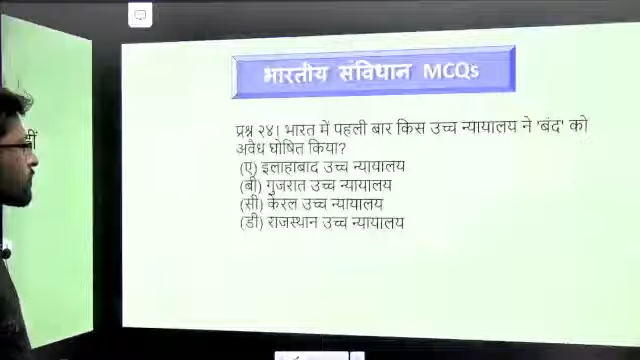 भारतीय संविधान MCQs
प्रश्न २४। भारत में पहली बार किस उच्च न्यायालय ने 'बंद' को
अवैध घोषित किया?
(ए) इलाहाबाद उच्च न्यायालय
(बी) गुजरात उच्च न्यायालय
(सी) केरल उच्च न्यायालय
(डी) राजस्थान उच्च न्यायालय